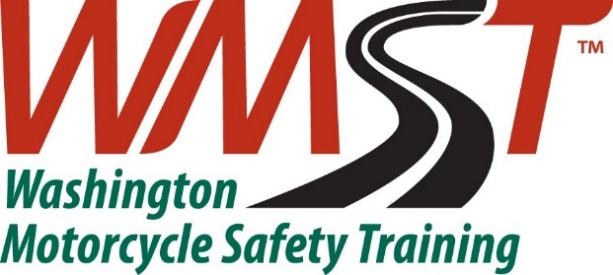 WMST™
Washington
Motorcycle Safety Training